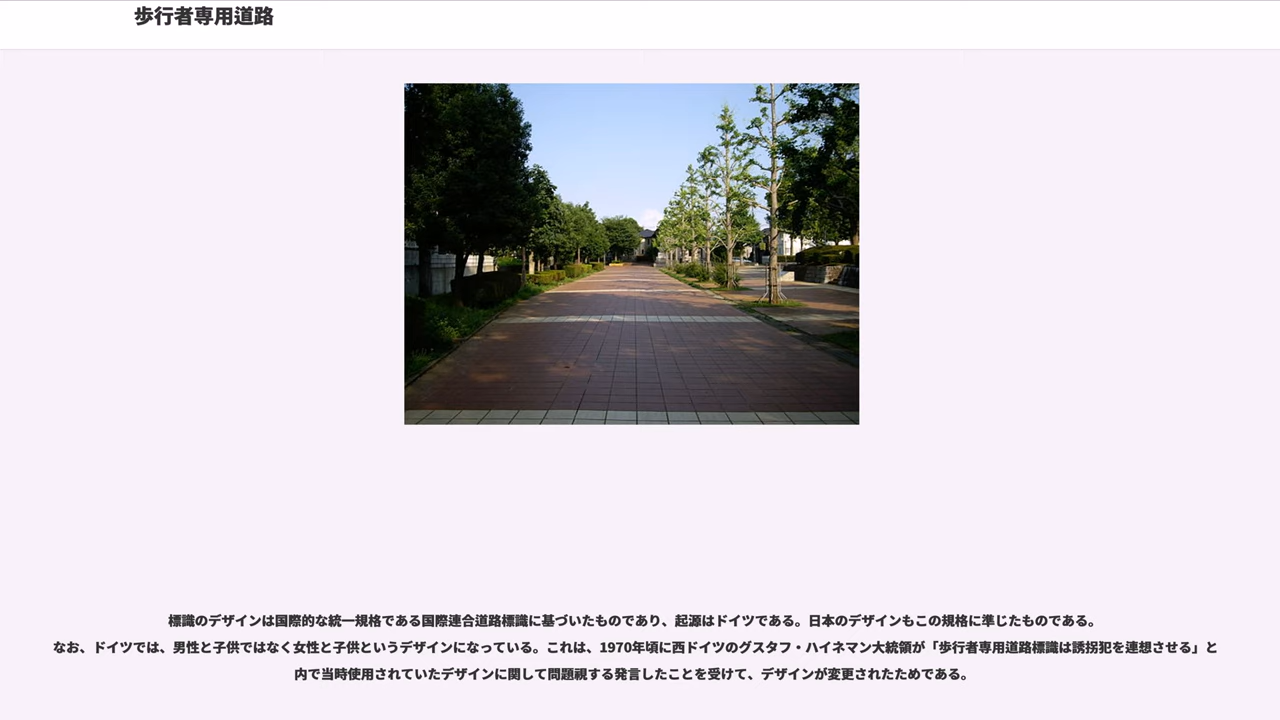 歩行者専用道路
標識のデザインは国際的な統一規格である国際連合道路標識に基づいたものであり、起源はドイツである。日本のデザインもこの規格に準じたものである。
なお、ドイツでは、男性と子供ではなく女性と子供というデザインになっている。これは、1970年頃に西ドイツのグスタフ・ハイネマン大統領が「歩行者専用道路標識は誘拐犯を連想させる」と
内で当時使用されていたデザインに関して問題視する発言したことを受けて、デザインが変更されたためである。